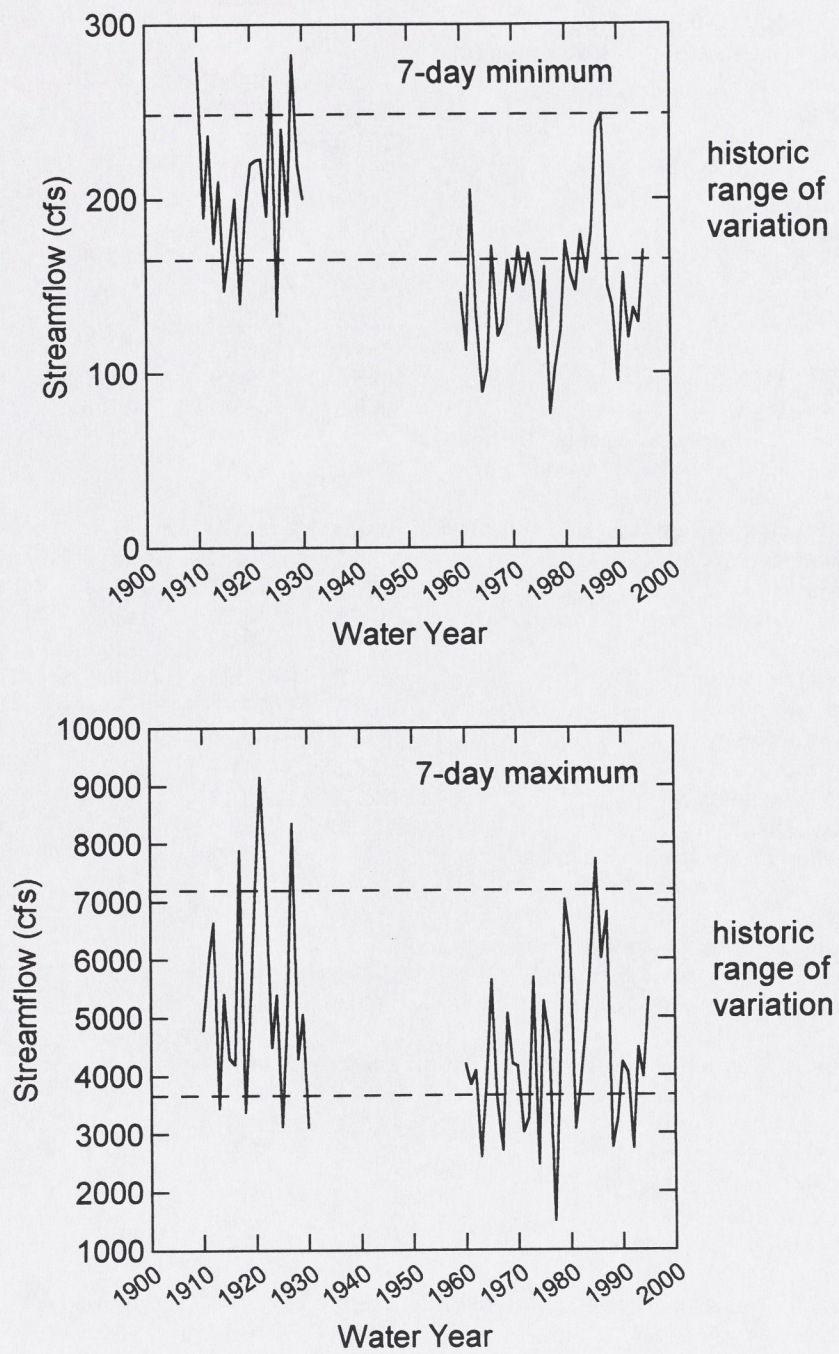 300
200
100
0
Streamflow (cfs)
7-day minimum
historic
range of
variation
1900 1910 1920 1930 1940 1950 1960 1970 1980 1990 2000
Water Year
10000
9000
8000
7000
6000
5000
4000
3000
2000
1000
Streamflow (cfs)
7-day maximum
historic
range of
variation
1900 1910 1920 1930 1940 1950 1960 1970 1980 1990 2000
Water Year